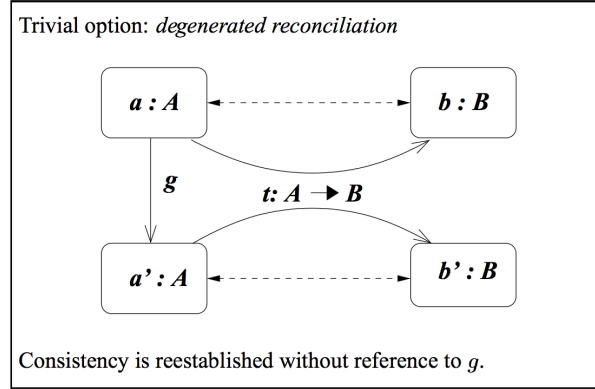 Trivial option: degenerated reconciliation
a : A
b : B
g
t: A → B
a’ : A
b’ : B
Consistency is reestablished without reference to g.